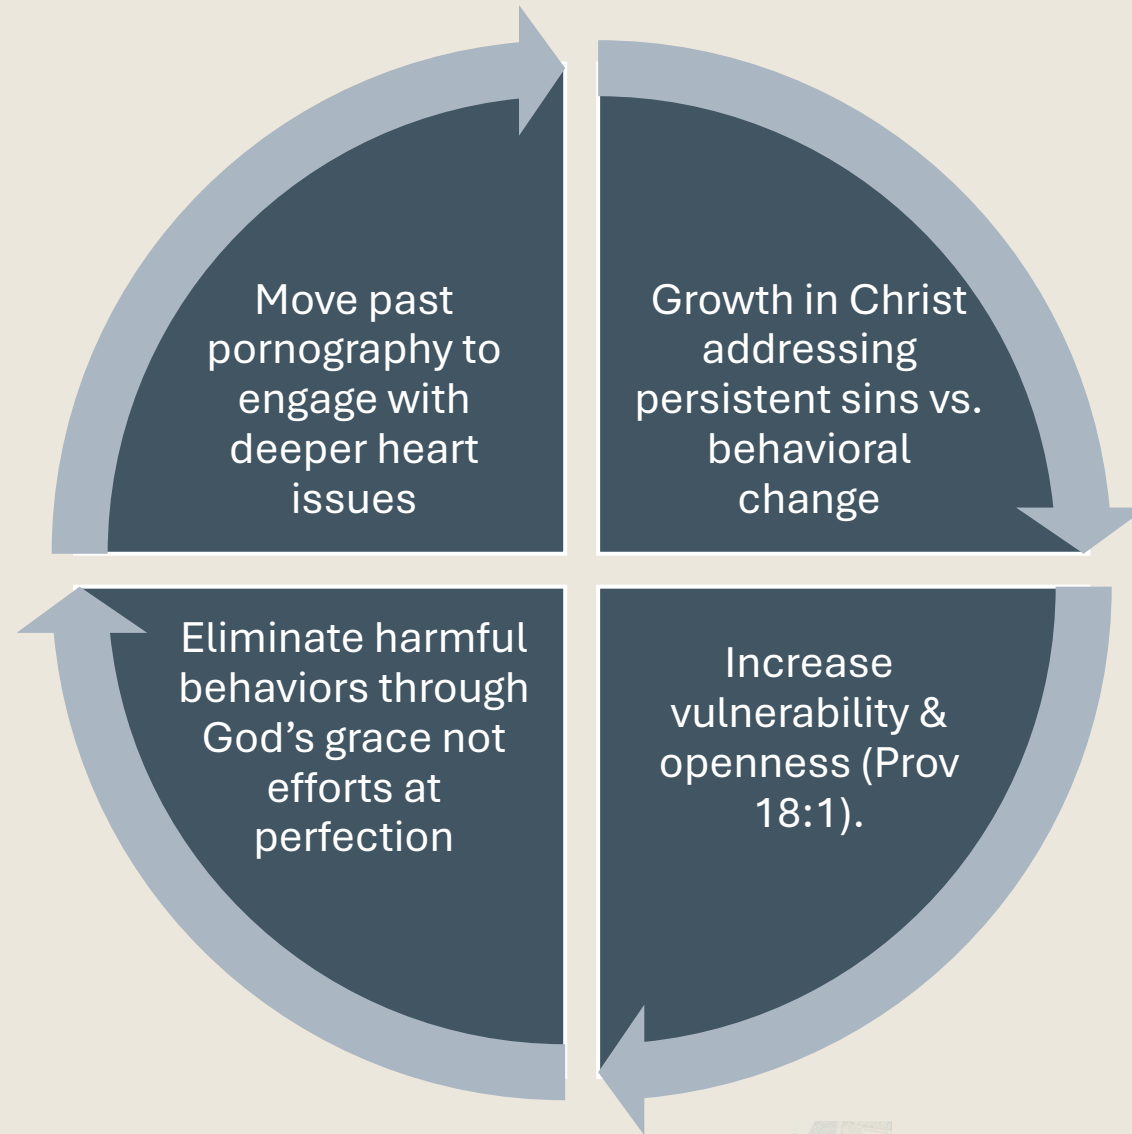 Move past
pornography to
engage with
deeper heart
issues
Growth in Christ
addressing
persistent sins vs.
behavioral
change
Eliminate harmful
behaviors through
God’s grace not
efforts at
perfection
Increase
vulnerability &
openness (Prov
18:1).